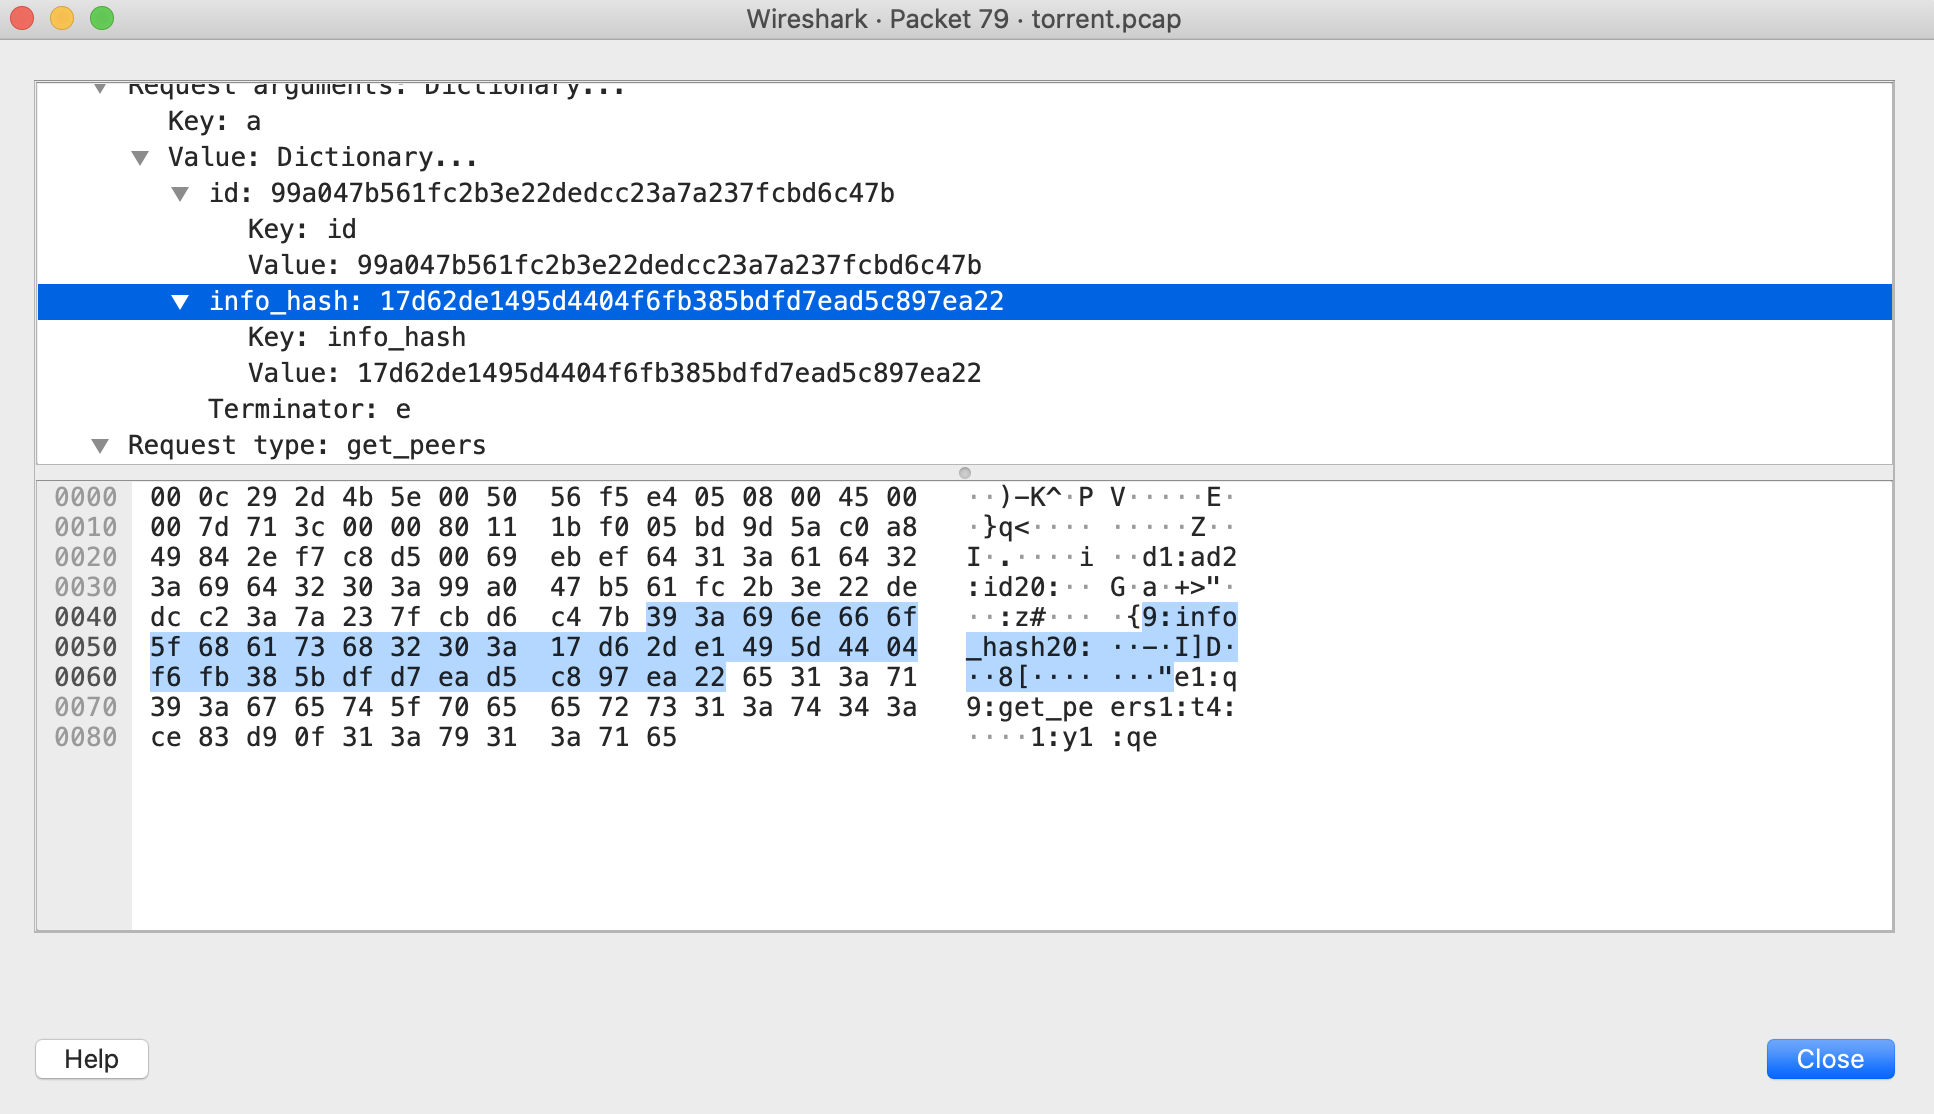 Wireshark · Packet 79 · torrent.pcap
Request arguments: Dictionary...
Key: a
Value: Dictionary...
id: 99a047b561fc2b3e22dedcc23a7a237fcbd6c47b
Key: id
Value: 99a047b561fc2b3e22dedcc23a7a237fcbd6c47b
info_hash: 17d62de1495d4404f6fb385bdfd7ead5c897ea22
Key: info_hash
Value: 17d62de1495d4404f6fb385bdfd7ead5c897ea22
Terminator: e
Request type: get_peers
0000 00 0c 29 2d 4b 5e 00 50 56 f5 e4 05 08 00 45 00 ··)-K^·P V·····E·
0010 00 7d 71 3c 00 00 80 11 1b f0 05 bd 9d 5a c0 a8 ·}q<···· ·····Z··
0020 49 84 2e f7 c8 d5 00 69 eb ef 64 31 3a 61 64 32 I·.····i ··d1:ad2
0030 3a 69 64 32 30 3a 99 a0 47 b5 61 fc 2b 3e 22 de :id20:·· G·a·+>"·
0040 dc c2 3a 7a 23 7f cb d6 c4 7b 39 3a 69 6e 66 6f ··:z#··· ·{9:info
0050 5f 68 61 73 68 32 30 3a 17 d6 2d e1 49 5d 44 04 _hash20: ··-·I]D·
0060 f6 fb 38 5b df d7 ea d5 c8 97 ea 22 65 31 3a 71 ··8[···· ···"e1:q
0070 39 3a 67 65 74 5f 70 65 65 72 73 31 3a 74 34 3a 9:get_pe ers1:t4:
0080 ce 83 d9 0f 31 3a 79 31 3a 71 65 ····1:y1 :qe
Help
Close